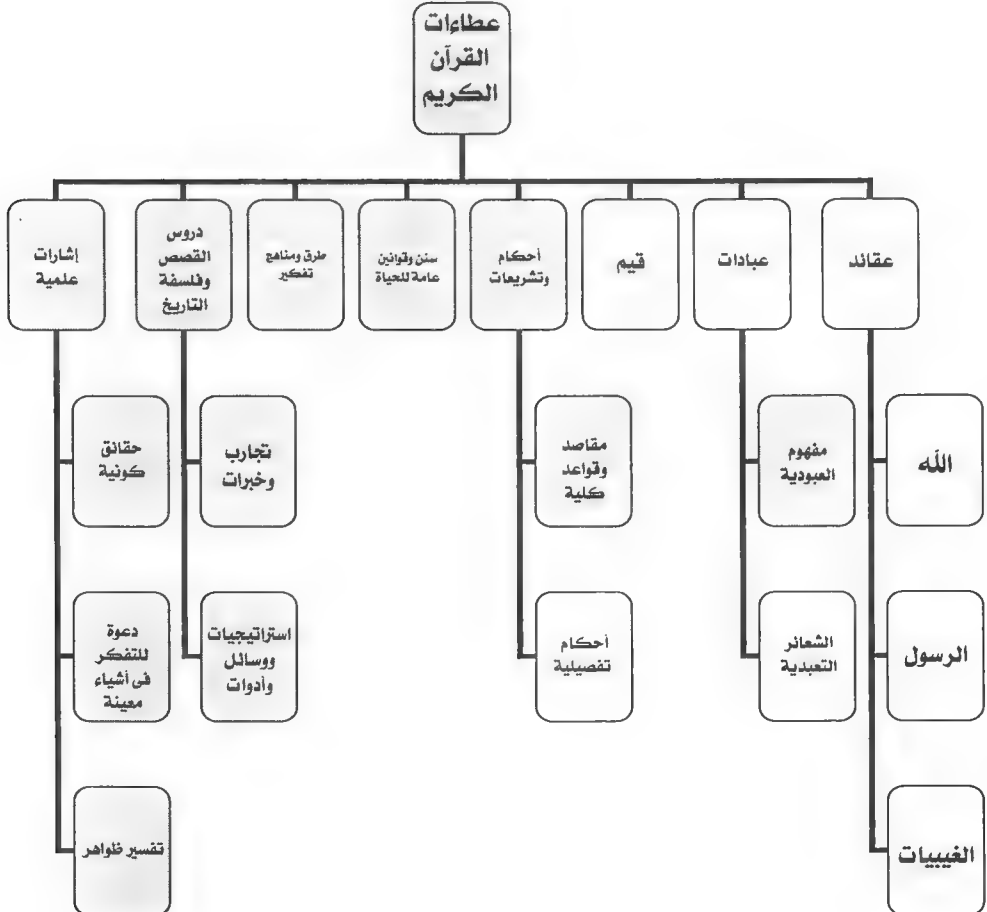 عطاءات
القرآن
الكريم
عقائد
عبادات
قيم
أحكام
وتشريعات
سنن وقوانين
عامة للحياة
طرق ومناهج
تفكير
دروس
القصص
وفلسفة
التاريخ
إشارات
علمية
الله
مفهوم
العبودية
مقاصد
وقواعد
كلية
تجارب
وخبرات
حقائق
كونية
الرسول
الشعائر
التعبدية
أحكام
تفصيلية
استراتيجيات
ووسائل
وأدوات
دعوة
للتفكر
فى أشياء
معينة
الغيبيات
تفسير ظواهر